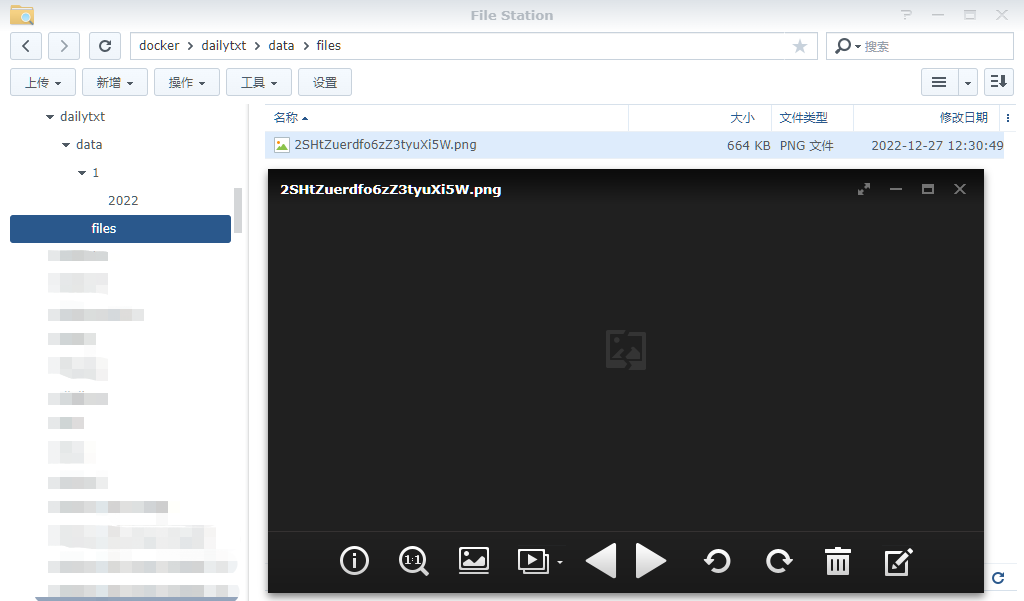 File Station
docker dailytxt data files
搜索
上传 新增 操作 工具 设置
dailytxt
data
1
2022
files
名称 大小 文件类型 修改日期
2SHtZuerdfo6zZ3tyuXi5W.png 664 KB PNG 文件 2022-12-27 12:30:49
2SHtZuerdfo6zZ3tyuXi5W.png
1:1